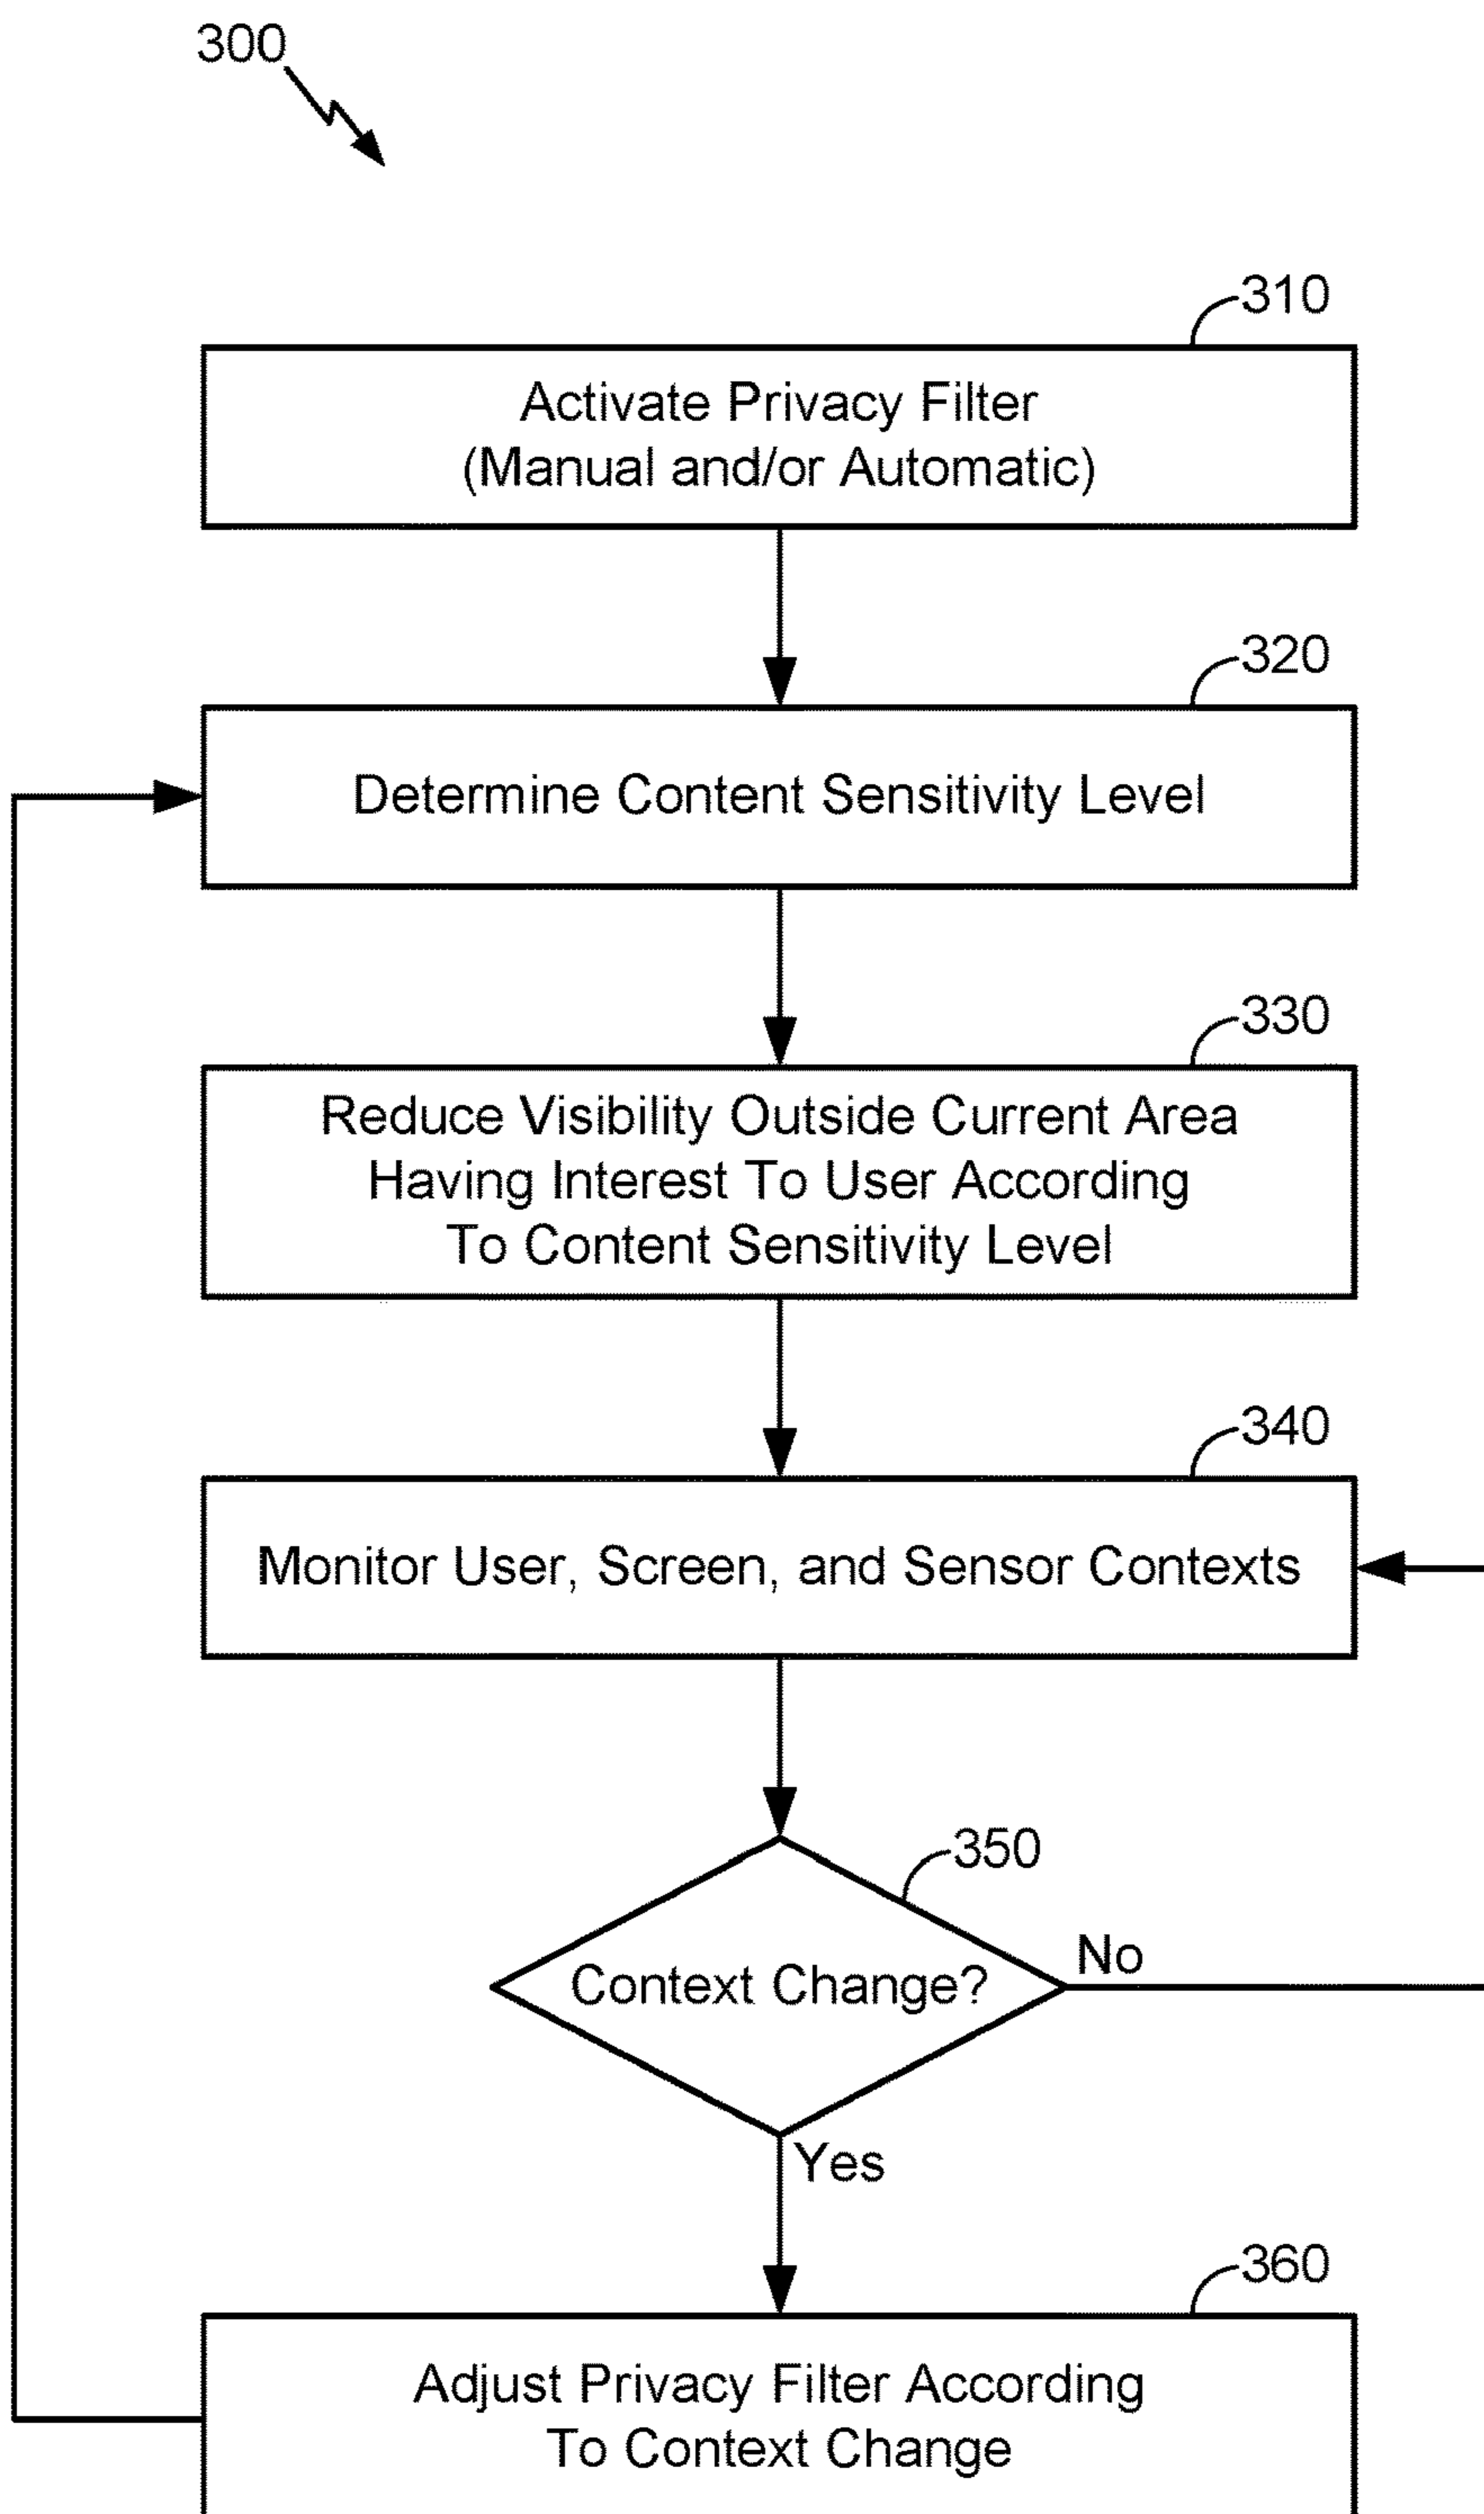 300
310
Activate Privacy Filter
(Manual and/or Automatic)
320
Determine Content Sensitivity Level
330
Reduce Visibility Outside Current Area
Having Interest To User According
To Content Sensitivity Level
340
Monitor User, Screen, and Sensor Contexts
350
Context Change?
No
Yes
360
Adjust Privacy Filter According
To Context Change